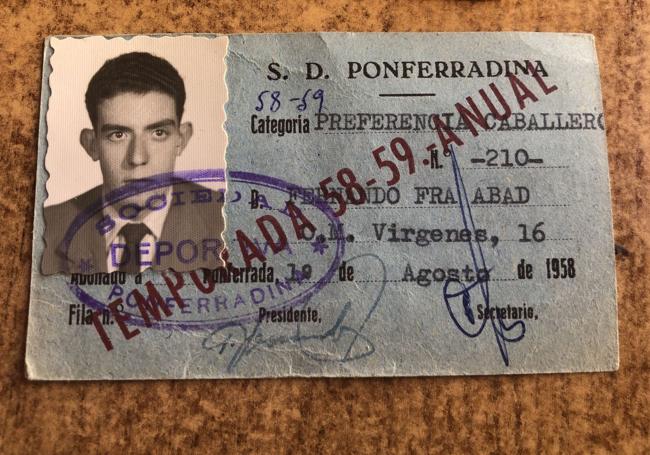 S. D. PONFERRADINA
58-59
Categoría PREFERENCIA CABALLERO
N.º -210-
D. FERNANDO FRA ABAD
Virgenes, 16
Abonado a
Ponferrada, 1º de Agosto de 1958
Fila n.º
Presidente,
Secretario,
SOCIEDAD
* DEPORTIVA *
PONFERRADINA
TEMPORADA 58-59-ANUAL